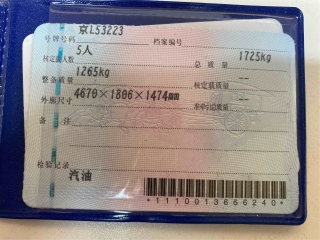 号牌号码 京LS3223 档案编号
核定载人数 5人 总质量 1725kg
整备质量 1265kg 核定载质量 --
外廓尺寸 4670×1806×1474mm 准牵引总质量 --
备注
检验记录
汽油
*1110013666240*